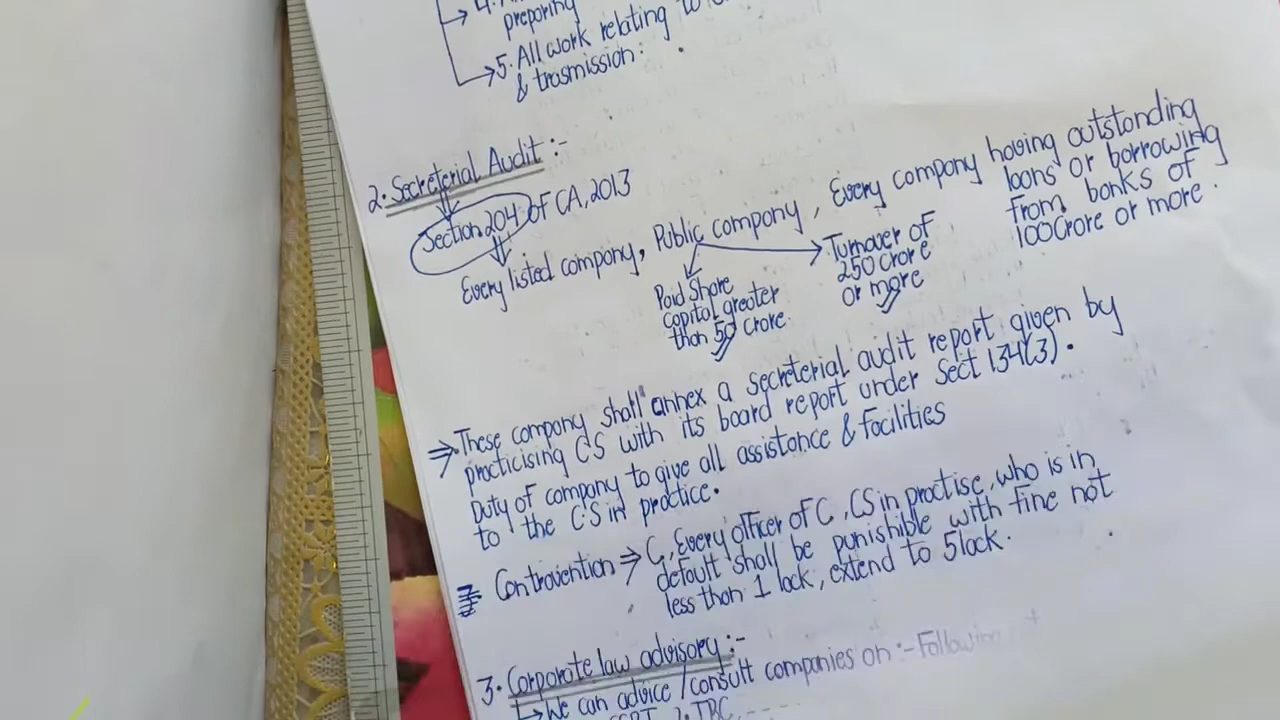 preparing
5. All work relating to
& trasmission :
2. Secreterial Audit :-
Section 204 of CA, 2013
Every listed company, Public company, Every company having outstanding
loans or borrowing
from banks of
100 Crore or more.
Paid Share
capital greater
than 50 Crore.
Turnover of
250 Crore
or more
⇒ These company shall annex a secreterial audit report given by
practicising CS with its board report under Sect 134(3).
Duty of company to give all assistance & facilities
to the CS in practice.
Contravention ⇒ C, Every officer of C, CS in practise, who is in
default shall be punishible with fine not
less than 1 lack, extend to 5 lack.
3. Corporate law advisory :-
We can advice / consult companies on :- Following